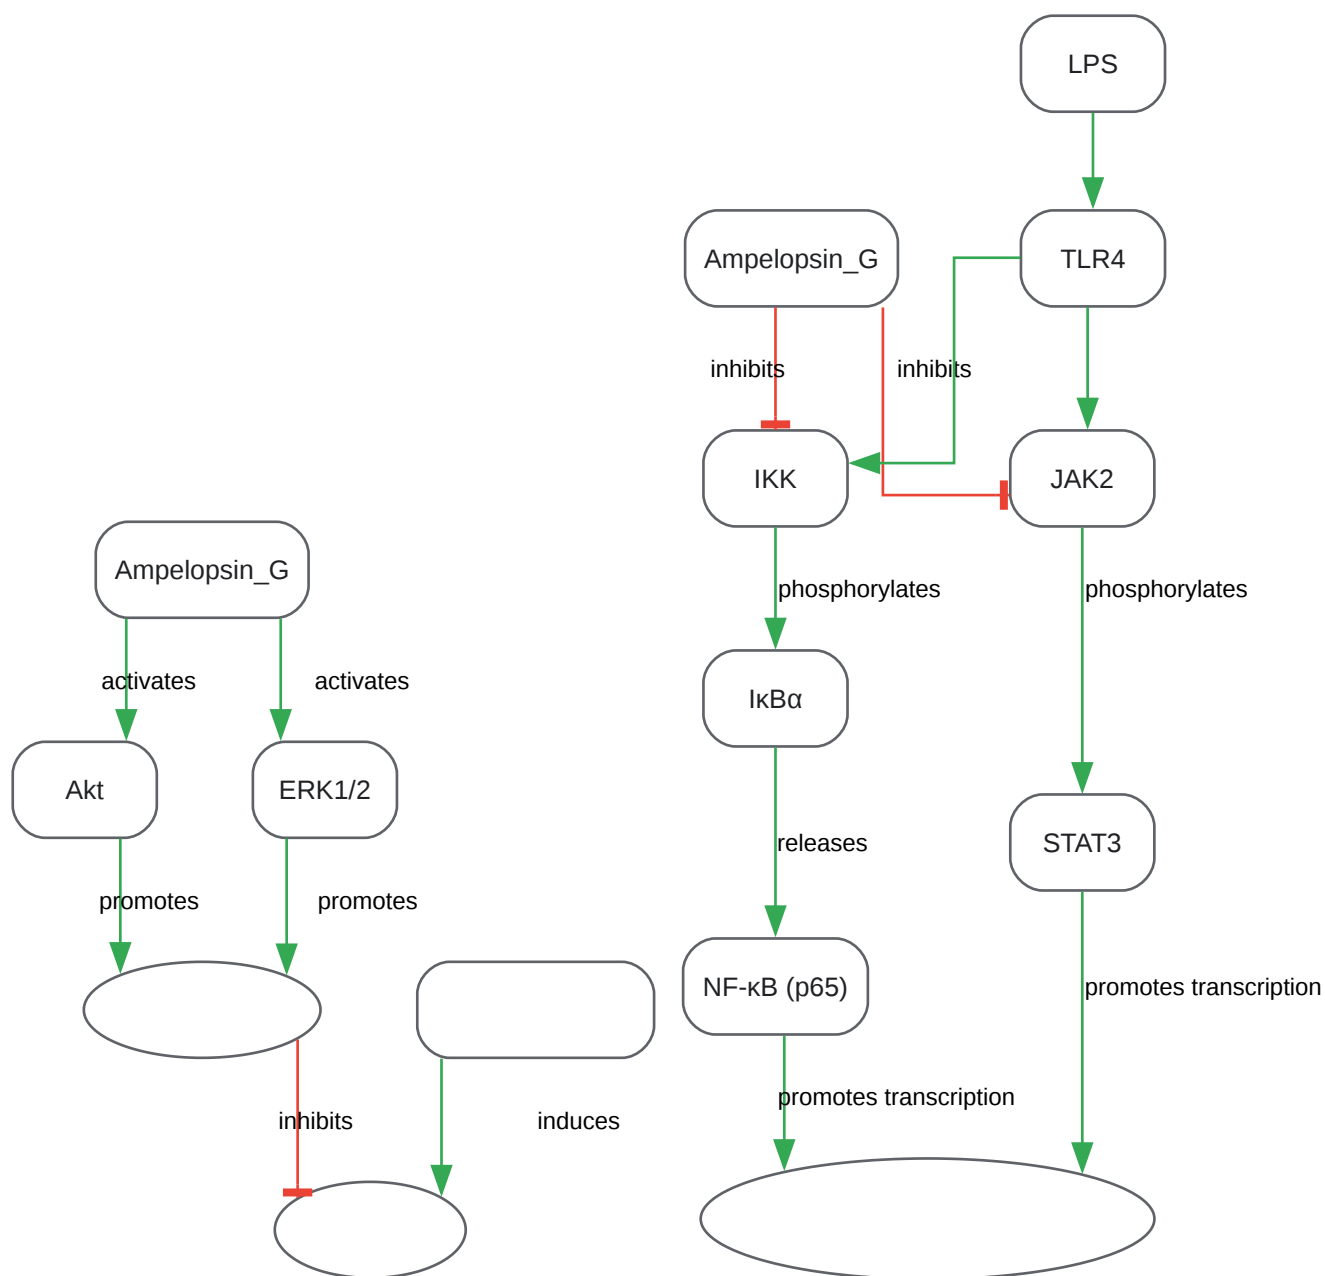 LPS
Ampelopsin_G
TLR4
inhibits
inhibits
IKK
JAK2
Ampelopsin_G
phosphorylates
phosphorylates
activates
activates
IκBα
Akt
ERK1/2
releases
STAT3
promotes
promotes
NF-κB (p65)
promotes transcription
promotes transcription
inhibits
induces